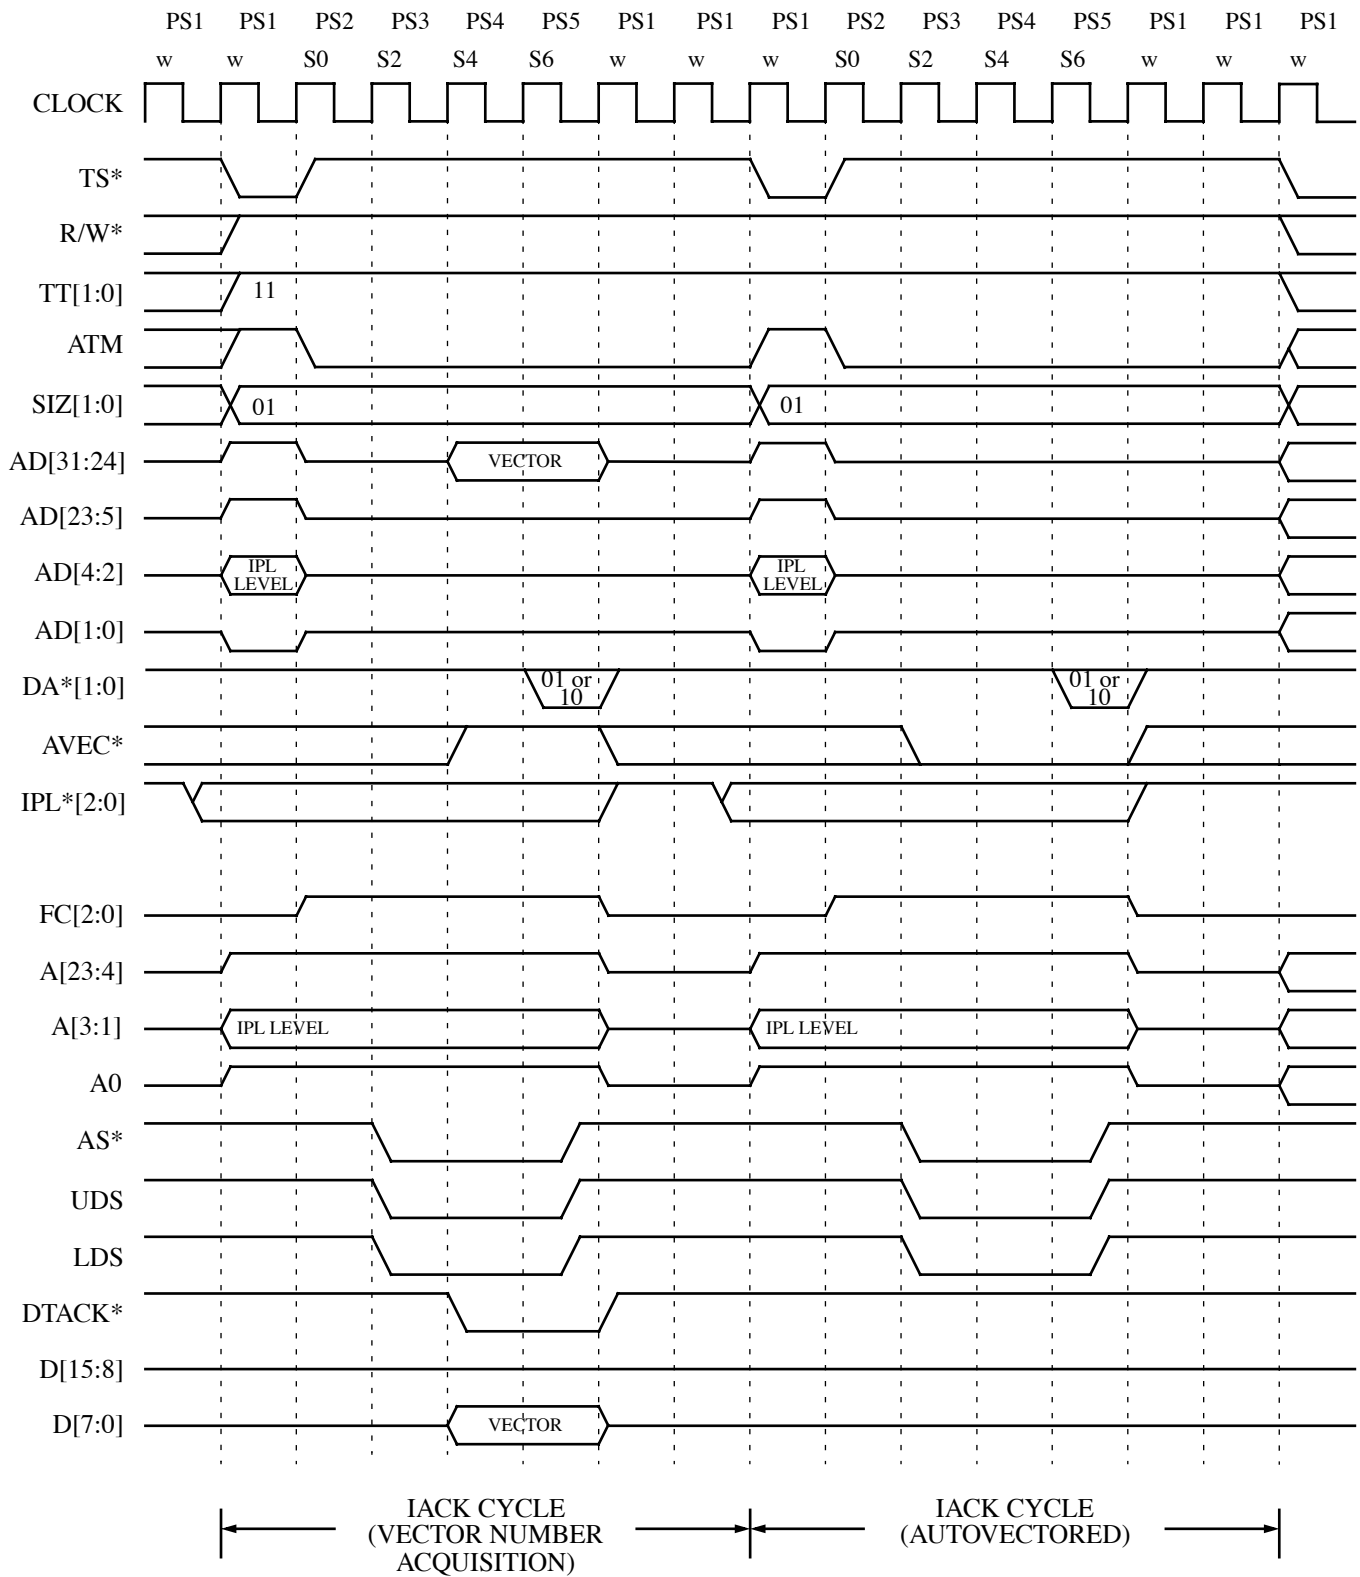 PS1 PS1 PS2 PS3 PS4 PS5 PS1 PS1 PS1 PS2 PS3 PS4 PS5 PS1 PS1 PS1
w w S0 S2 S4 S6 w w w S0 S2 S4 S6 w w w
CLOCK
TS*
R/W*
TT[1:0] 11
ATM
SIZ[1:0] 01 01
AD[31:24] VECTOR
AD[23:5]
AD[4:2] IPL LEVEL IPL LEVEL
AD[1:0]
DA*[1:0] 01 or 10 01 or 10
AVEC*
IPL*[2:0]
FC[2:0]
A[23:4]
A[3:1] IPL LEVEL IPL LEVEL
A0
AS*
UDS
LDS
DTACK*
D[15:8]
D[7:0] VECTOR
IACK CYCLE
(VECTOR NUMBER
ACQUISITION)
IACK CYCLE
(AUTOVECTORED)